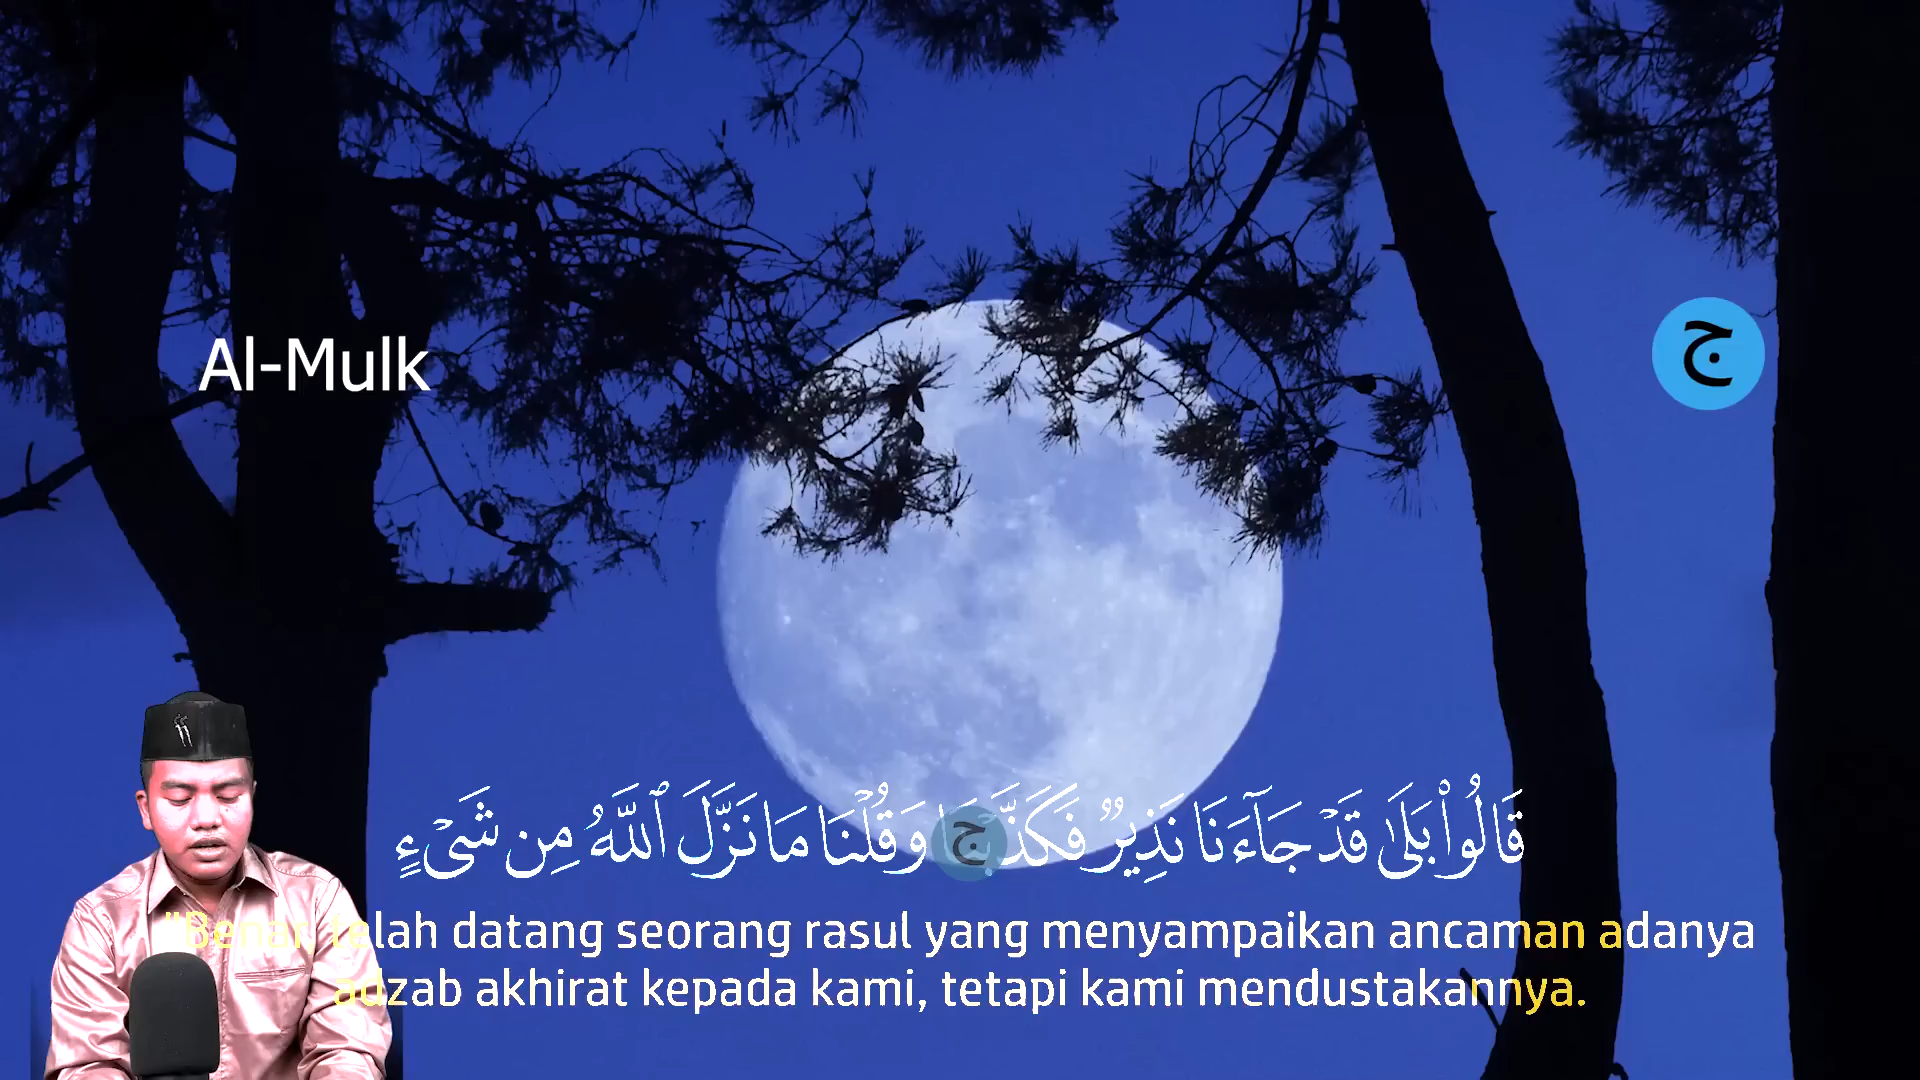 Al-Mulk
ج
قَالُوا۟ بَلَىٰ قَدْ جَآءَنَا نَذِيرٌ فَكَذَّبْنَا وَقُلْنَا مَا نَزَّلَ ٱللَّهُ مِن شَىْءٍ
ج
"Benar, telah datang seorang rasul yang menyampaikan ancaman adanya
adzab akhirat kepada kami, tetapi kami mendustakannya.